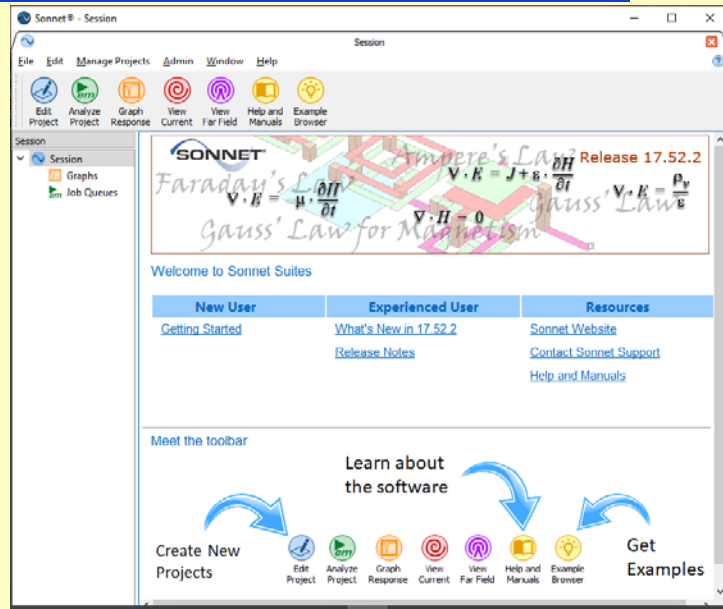 Sonnet® - Session
Session
File Edit Manage Projects Admin Window Help
Edit Project
Analyze Project
Graph Response
View Current
View Far Field
Help and Manuals
Example Browser
Session
Session
Graphs
Job Queues
SONNET®
Release 17.52.2
Ampere's Law
∇ · E = J + ε · ∂H/∂t
Faraday's Law
∇ · E = μ · ∂H/∂t
∇ · E = ρv/ε
Gauss' Law
∇ · H = 0
Gauss' Law for Magnetism
Welcome to Sonnet Suites
New User Experienced User Resources
Getting Started What's New in 17.52.2 Sonnet Website
Release Notes Contact Sonnet Support
Help and Manuals
Meet the toolbar
Learn about
the software
Create New
Projects
Edit Project
Analyze Project
Graph Response
View Current
View Far Field
Help and Manuals
Example Browser
Get
Examples